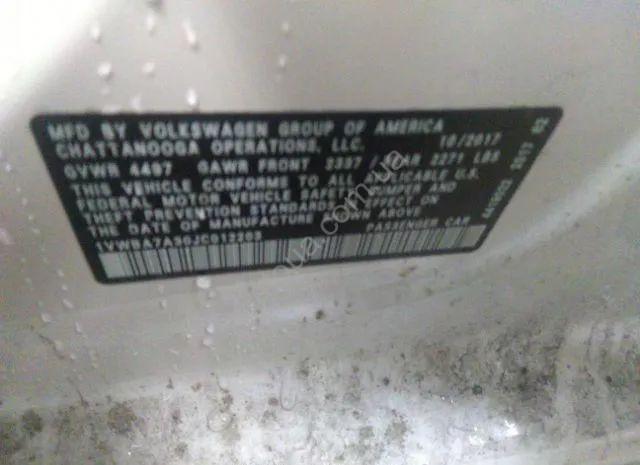 MFD BY VOLKSWAGEN GROUP OF AMERICA 10/2017
CHATTANOOGA OPERATIONS, LLC.
GVWR 4497 GAWR FRONT REAR 2271 LBS
THIS VEHICLE CONFORMS TO ALL APPLICABLE U.S.
FEDERAL MOTOR VEHICLE SAFETY, BUMPER AND
THEFT PREVENTION STANDARDS IN EFFECT ON
THE DATE OF MANUFACTURE SHOWN ABOVE
PASSENGER CAR
2017 02